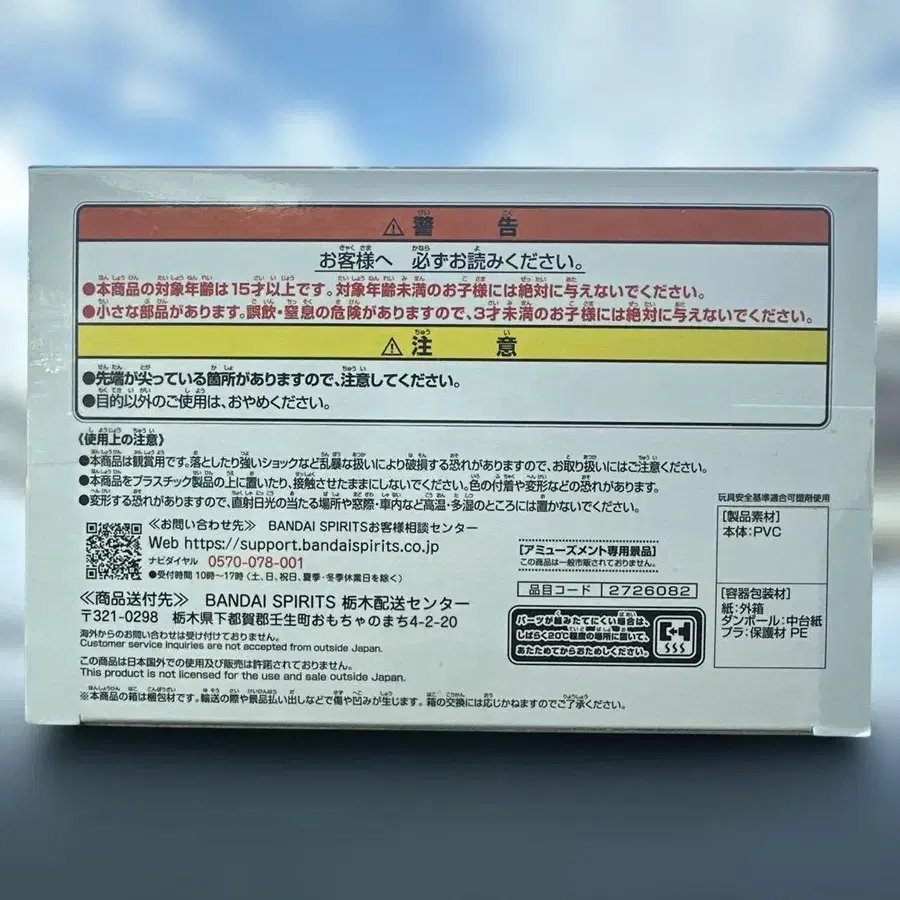 ⚠警告
お客様へ 必ずお読みください。
●本商品の対象年齢は15才以上です。対象年齢未満のお子様には絶対に与えないでください。
●小さな部品があります。誤飲・窒息の危険がありますので、3才未満のお子様には絶対に与えないでください。
⚠注意
●先端が尖っている箇所がありますので、注意してください。
●目的以外のご使用は、おやめください。
《使用上の注意》
●本商品は観賞用です。落としたり強いショックなど乱暴な扱いにより破損する恐れがありますので、お取り扱いにはご注意ください。
●本商品をプラスチック製品の上に置いたり、接触させたままにしないでください。色の付着や変形などの恐れがあります。
●変形する恐れがありますので、直射日光の当たる場所や窓際・車内など高温・多湿のところには置かないでください。
≪お問い合わせ先≫ BANDAI SPIRITSお客様相談センター
Web https://support.bandaispirits.co.jp
ナビダイヤル 0570-078-001
●受付時間 10時〜17時(土、日、祝日、夏季・冬季休業日を除く)
≪商品送付先≫ BANDAI SPIRITS 栃木配送センター
〒321-0298 栃木県下都賀郡壬生町おもちゃのまち4-2-20
海外からのお問い合わせは受け付けておりません。
Customer service inquiries are not accepted from outside Japan.
この商品は日本国外での使用及び販売は許諾されておりません。
This product is not licensed for the use and sale outside Japan.
※本商品の箱は梱包材です。輸送の際や景品払い出しなどで傷や凹みが生じます。箱の交換には応じかねますのでご了承ください。
【アミューズメント専用景品】
この商品は一般市販されておりません。
品目コード 2726082
パーツが組みたてにくい場合は、
しばらく20℃程度の場所に置いて、
あたためてからおためしください。
玩具安全基準適合可塑剤使用
【製品素材】
本体:PVC
【容器包装材】
紙:外箱
ダンボール:中台紙
プラ:保護材 PE